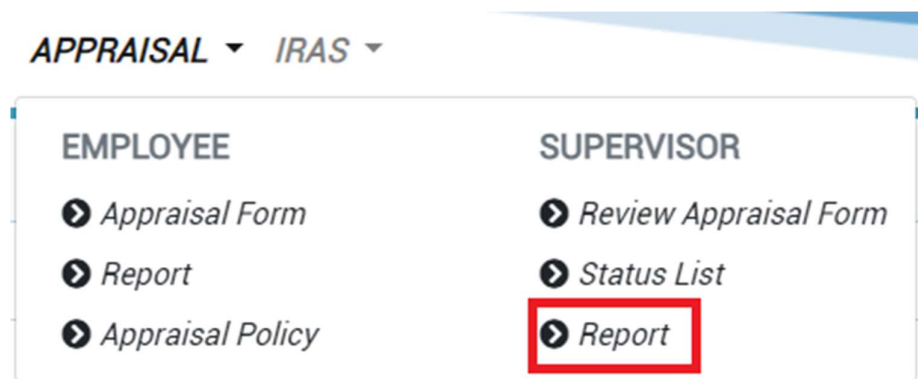 APPRAISAL IRAS
EMPLOYEE
Appraisal Form
Report
Appraisal Policy
SUPERVISOR
Review Appraisal Form
Status List
Report